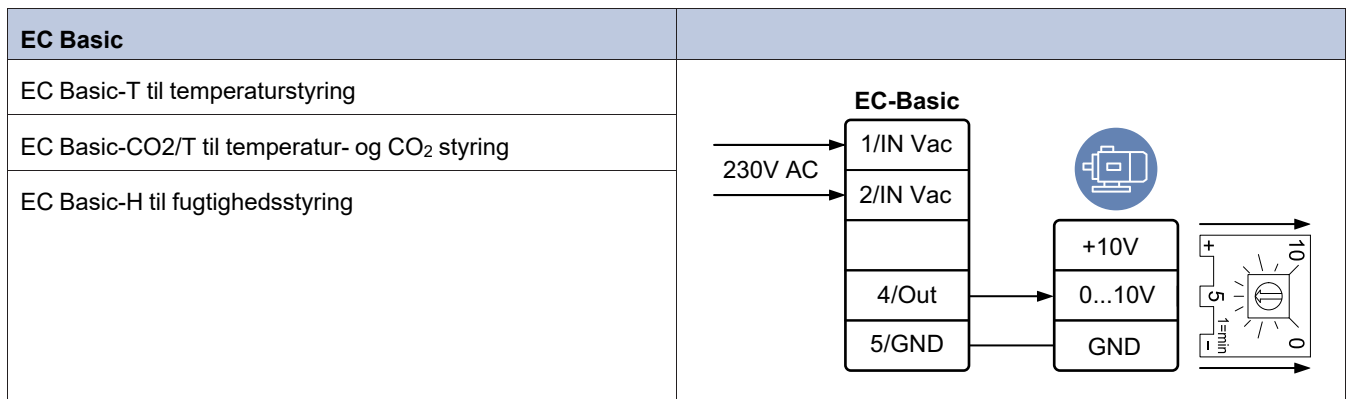 EC Basic
EC Basic-T til temperaturstyring
EC Basic-CO2/T til temperatur- og CO₂ styring
EC Basic-H til fugtighedsstyring
EC-Basic
230V AC
1/IN Vac
2/IN Vac
4/Out
5/GND
+10V
0...10V
GND
+
5
-
1=min
10
0